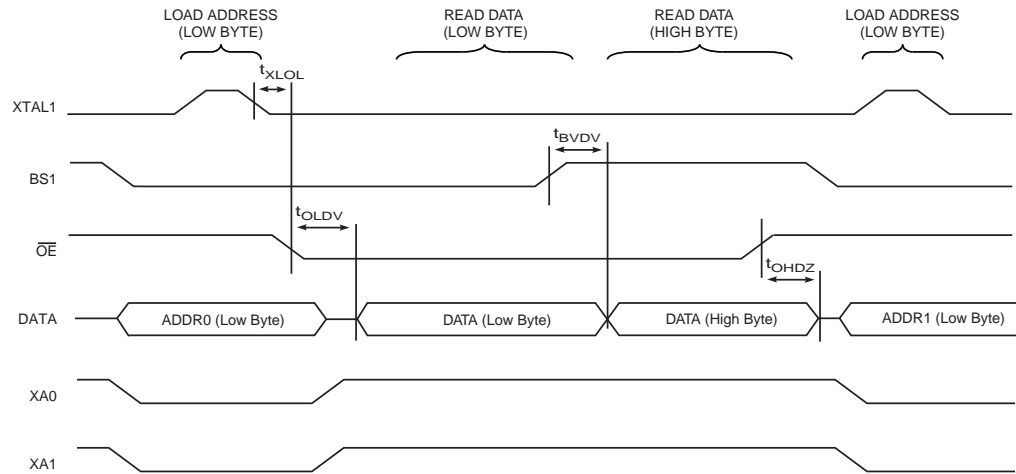 LOAD ADDRESS
(LOW BYTE)
READ DATA
(LOW BYTE)
READ DATA
(HIGH BYTE)
LOAD ADDRESS
(LOW BYTE)
tXLOL
XTAL1
tBVDV
BS1
tOLDV
OE
tOHDZ
DATA
ADDR0 (Low Byte)
DATA (Low Byte)
DATA (High Byte)
ADDR1 (Low Byte)
XA0
XA1